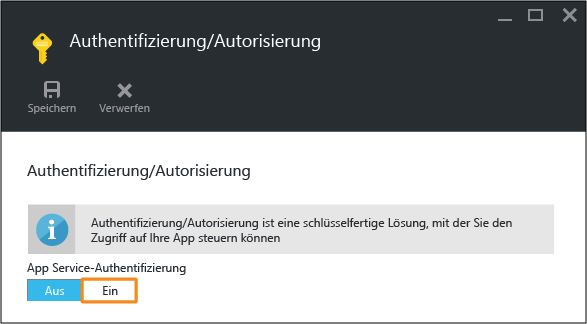 Authentifizierung/Autorisierung
Speichern Verwerfen
Authentifizierung/Autorisierung
Authentifizierung/Autorisierung ist eine schlüsselfertige Lösung, mit der Sie den
Zugriff auf Ihre App steuern können
App Service-Authentifizierung
Aus Ein